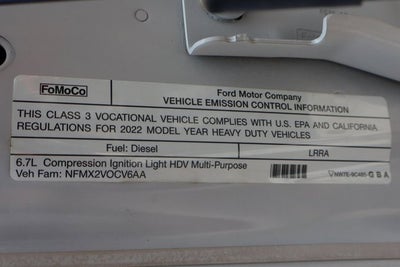 FoMoCo
Ford Motor Company
VEHICLE EMISSION CONTROL INFORMATION
THIS CLASS 3 VOCATIONAL VEHICLE COMPLIES WITH U.S. EPA AND CALIFORNIA
REGULATIONS FOR 2022 MODEL YEAR HEAVY DUTY VEHICLES
Fuel: Diesel
LRRA
6.7L Compression Ignition Light HDV Multi-Purpose
Veh Fam: NFMX2VOCV6AA
NW7E-9C485-G B A